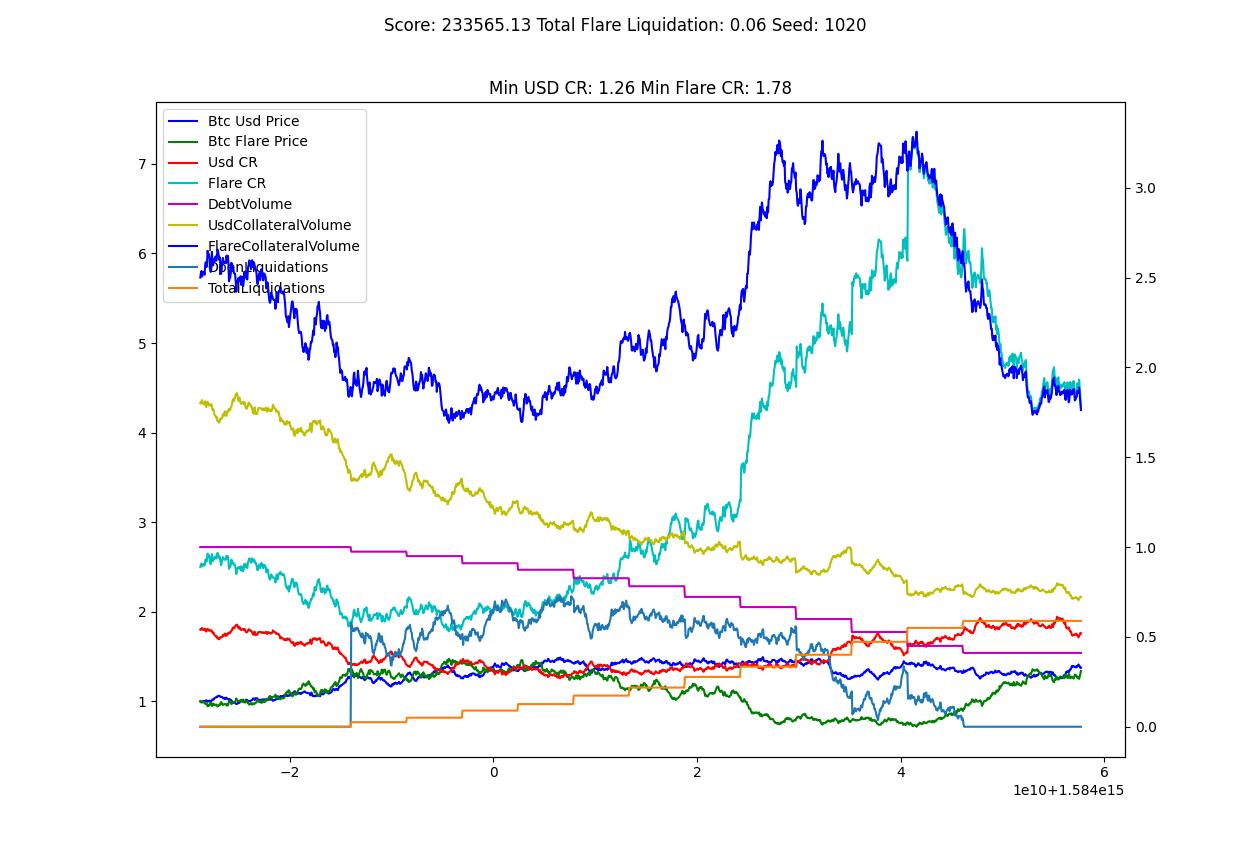 Score: 233565.13 Total Flare Liquidation: 0.06 Seed: 1020
Min USD CR: 1.26 Min Flare CR: 1.78
Btc Usd Price
Btc Flare Price
Usd CR
Flare CR
DebtVolume
UsdCollateralVolume
FlareCollateralVolume
OpenLiquidations
TotalLiquidations
7
6
5
4
3
2
1
3.0
2.5
2.0
1.5
1.0
0.5
0.0
−2 0 2 4 6
1e10+1.584e15